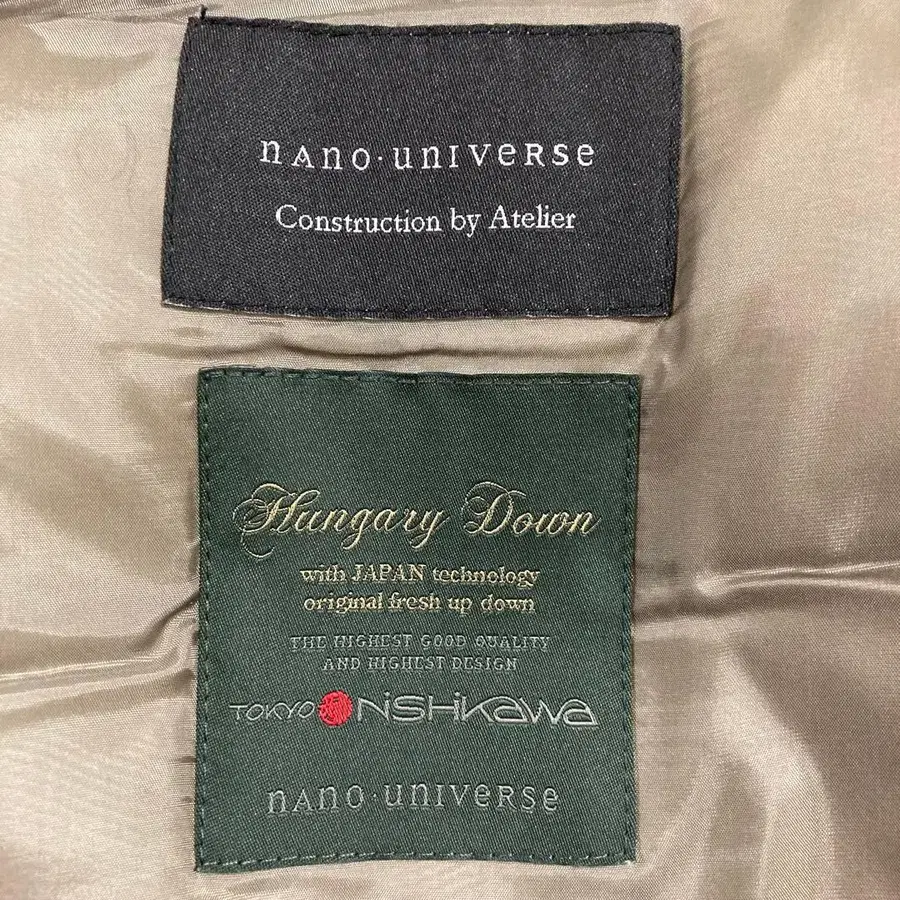 nAno·unIVeRSe
Construction by Atelier
Hungary Down
with JAPAN technology
original fresh up down
THE HIGHEST GOOD QUALITY
AND HIGHEST DESIGN
TOKYO NiSHiKaWa
nAno·unIVeRSe